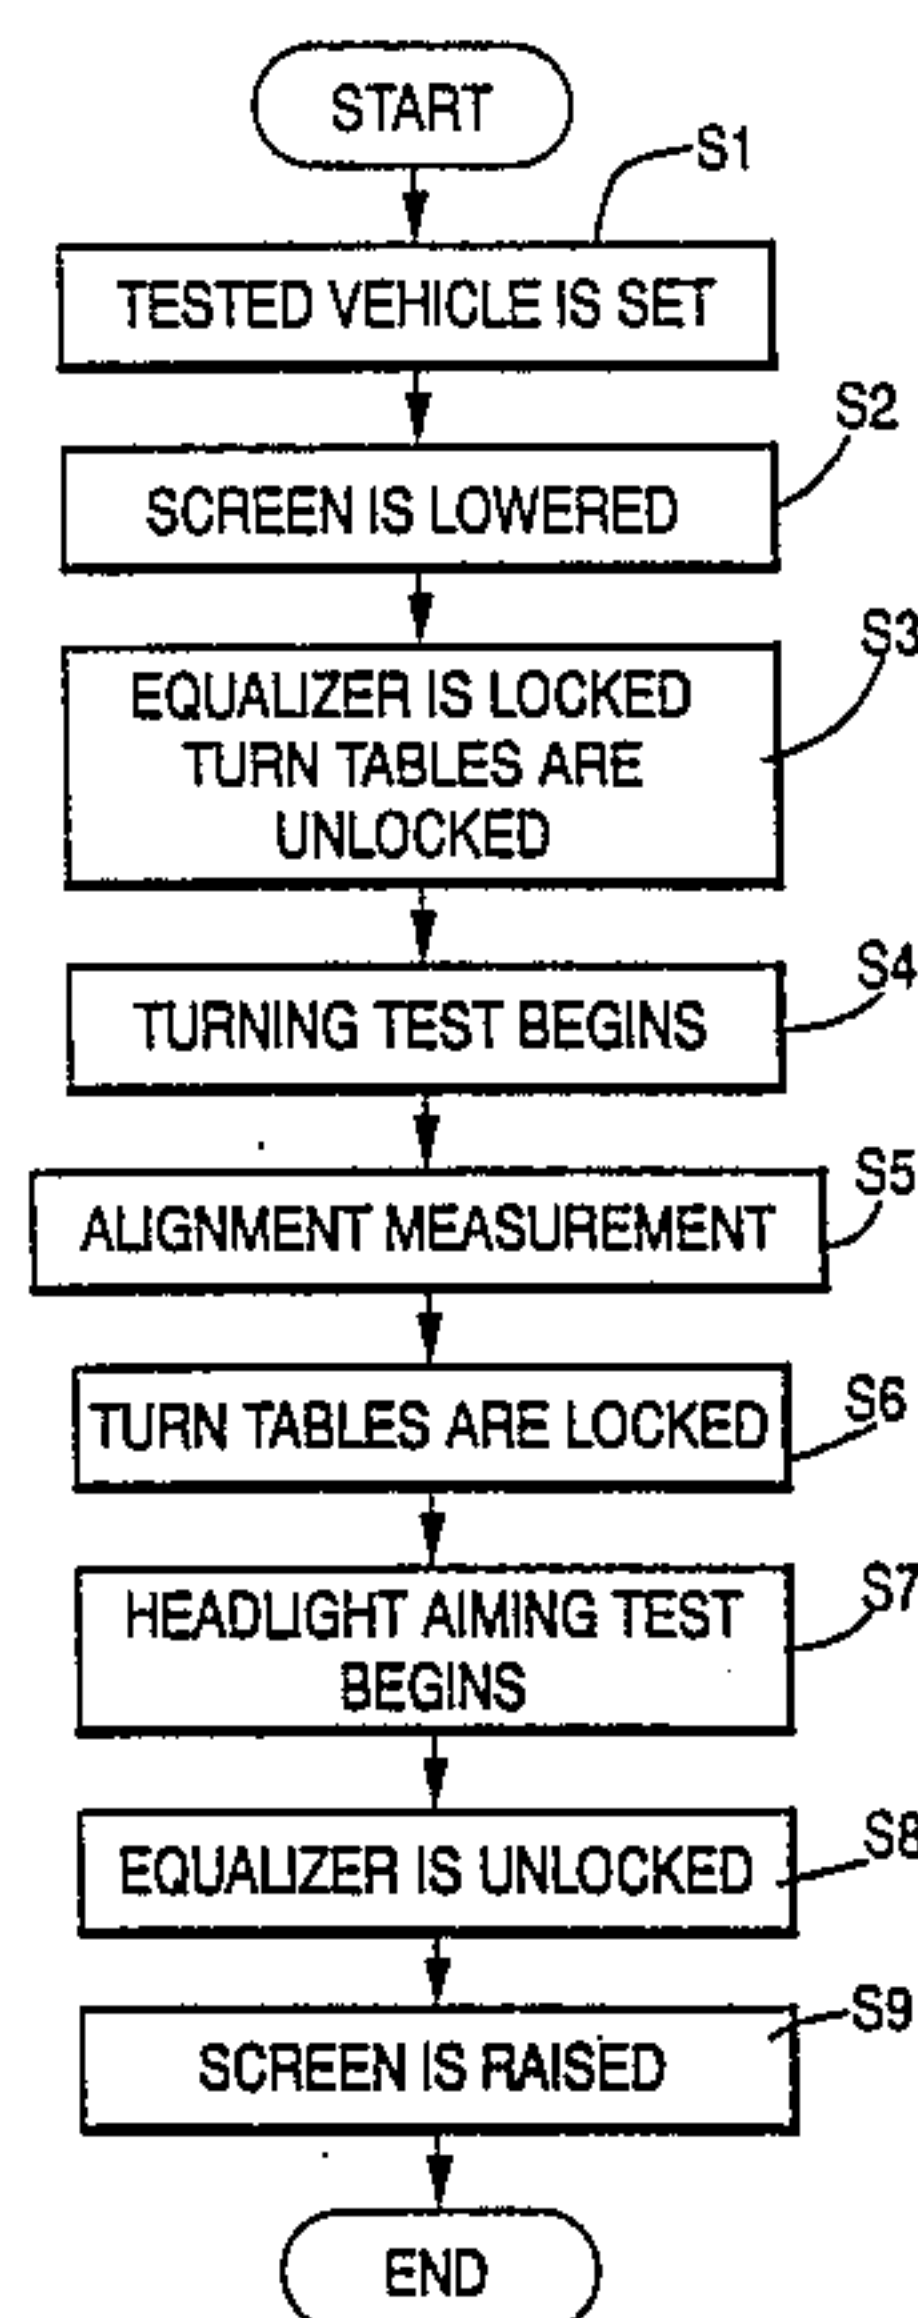 START
S1
TESTED VEHICLE IS SET
S2
SCREEN IS LOWERED
S3
EQUALIZER IS LOCKED
TURN TABLES ARE
UNLOCKED
S4
TURNING TEST BEGINS
S5
ALIGNMENT MEASUREMENT
S6
TURN TABLES ARE LOCKED
S7
HEADLIGHT AIMING TEST
BEGINS
S8
EQUALIZER IS UNLOCKED
S9
SCREEN IS RAISED
END